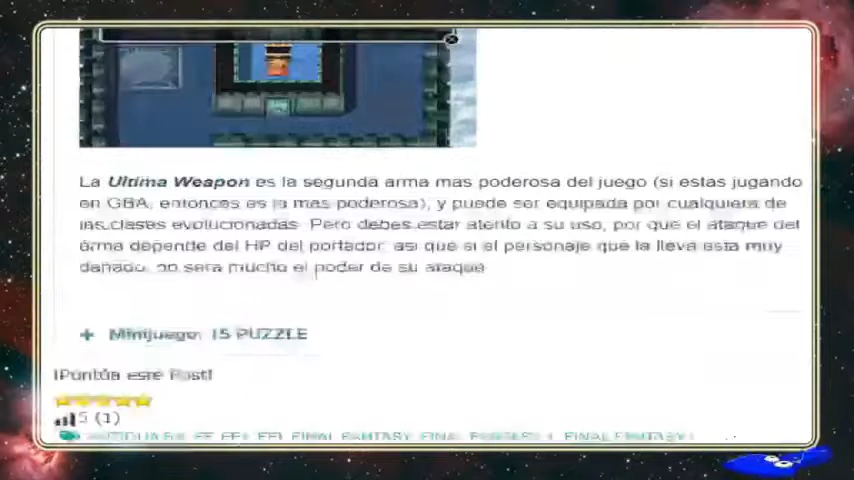 La Ultima Weapon es la segunda arma mas poderosa del juego (si estas jugando
en GBA, entonces es la mas poderosa), y puede ser equipada por cualquiera de
las clases evolucionadas. Pero debes estar atento a su uso, por que el ataque del
arma depende del HP del portador, asi que si el personaje que la lleva esta muy
dañado, no sera mucho el poder de su ataque
+ Minijuego: 15 PUZZLE
¡Puntúa este Post!
5 (1)
FINAL FANTASY